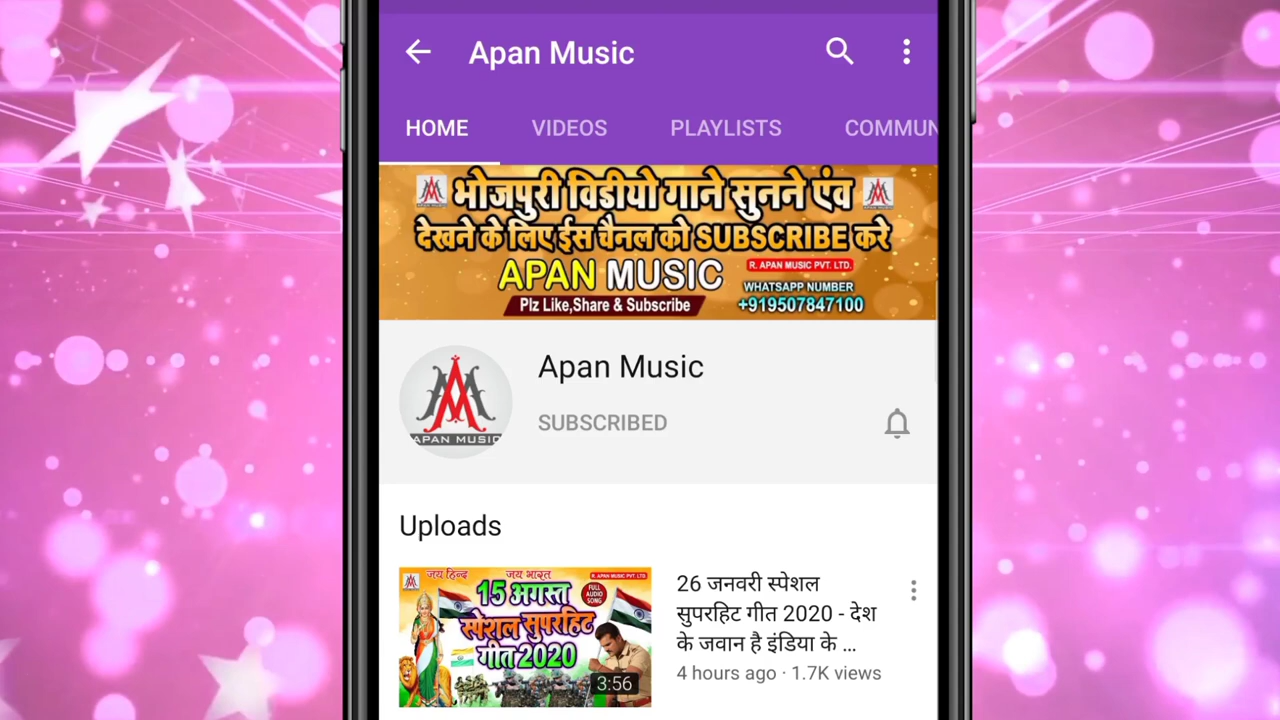 Apan Music
HOME VIDEOS PLAYLISTS COMMUN
भोजपुरी विडीयो गाने सुनने एंव
देखने के लिए ईस चैनल को SUBSCRIBE करे
APAN MUSIC
R. APAN MUSIC PVT. LTD.
WHATSAPP NUMBER
Plz Like,Share & Subscribe
+919507847100
Apan Music
SUBSCRIBED
APAN MUSIC
Uploads
जय हिन्द जय भारत
R. APAN MUSIC PVT. LTD
15 अगस्त
FULL
AUDIO
SONG
स्पेशल सुपरहिट
गीत 2020
3:56
26 जनवरी स्पेशल
सुपरहिट गीत 2020 - देश
के जवान है इंडिया के ...
4 hours ago · 1.7K views